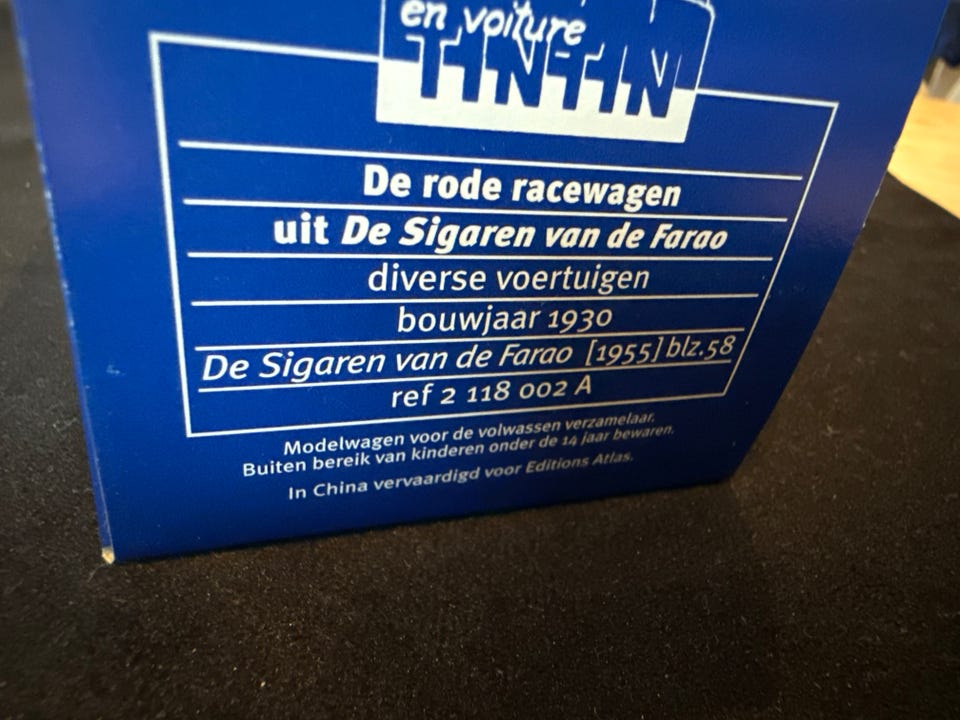 en voiture
TINTIN
De rode racewagen
uit De Sigaren van de Farao
diverse voertuigen
bouwjaar 1930
De Sigaren van de Farao [1955] blz.58
ref 2 118 002 A
Modelwagen voor de volwassen verzamelaar.
Buiten bereik van kinderen onder de 14 jaar bewaren.
In China vervaardigd voor Editions Atlas.